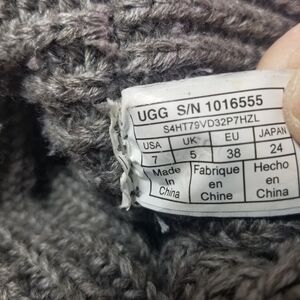 UGG S/N 1016555
S4HT79VD32P7HZL
USA UK EU JAPAN
7 5 38 24
Made Fabrique Hecho
in en en
China Chine China